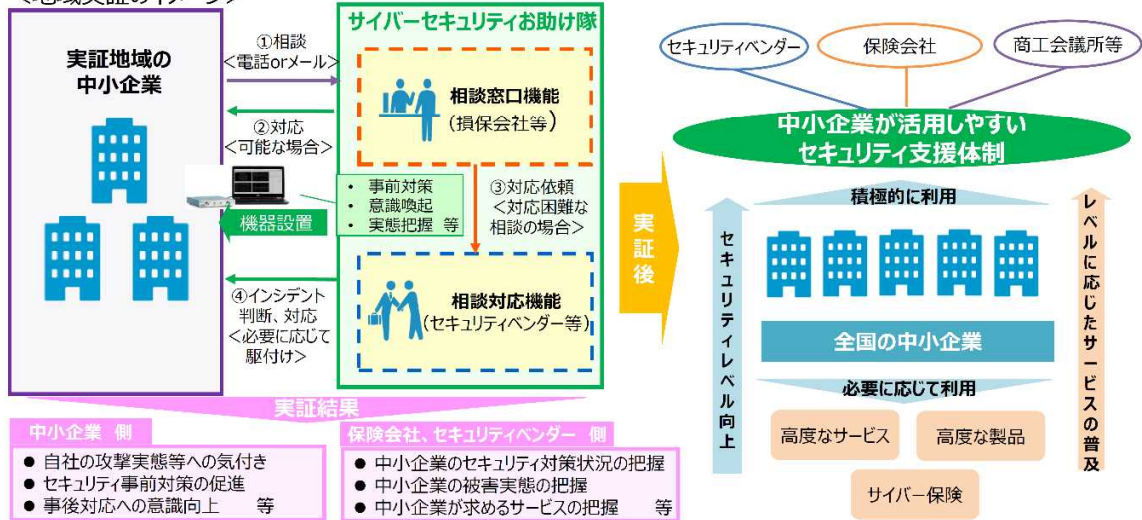 <地域実証のイメージ>
実証地域の
中小企業
①相談
<電話orメール>
②対応
<可能な場合>
機器設置
④インシデント
判断、対応
<必要に応じて
駆付け>
サイバーセキュリティお助け隊
相談窓口機能
(損保会社等)
• 事前対策
• 意識喚起
• 実態把握 等
③対応依頼
<対応困難な
相談の場合>
相談対応機能
(セキュリティベンダー等)
実証結果
中小企業 側
● 自社の攻撃実態等への気付き
● セキュリティ事前対策の促進
● 事後対応への意識向上 等
保険会社、セキュリティベンダー 側
● 中小企業のセキュリティ対策状況の把握
● 中小企業の被害実態の把握
● 中小企業が求めるサービスの把握 等
実証後
セキュリティベンダー
保険会社
商工会議所等
中小企業が活用しやすい
セキュリティ支援体制
積極的に利用
セキュリティレベル向上
全国の中小企業
必要に応じて利用
高度なサービス
高度な製品
サイバー保険
レベルに応じたサービスの普及